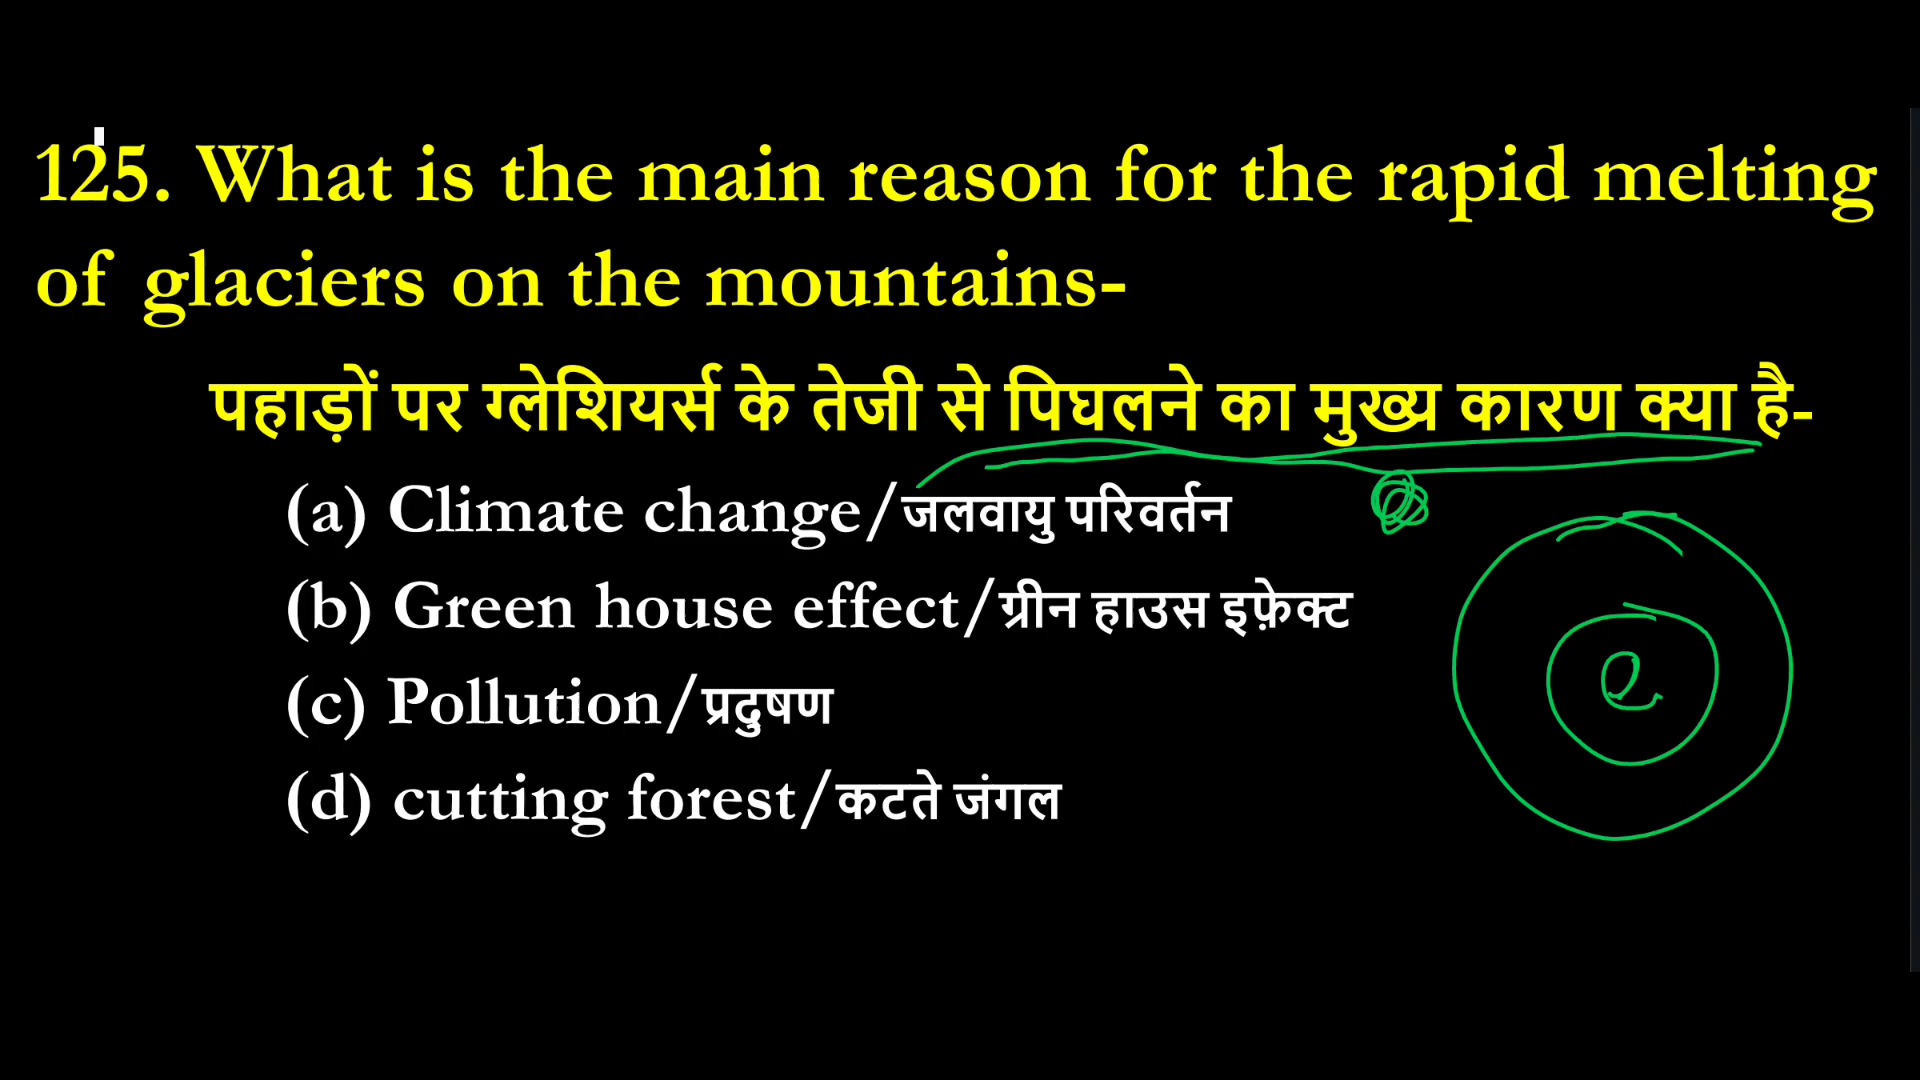 125. What is the main reason for the rapid melting
of glaciers on the mountains-
पहाड़ों पर ग्लेशियर्स के तेजी से पिघलने का मुख्य कारण क्या है-
(a) Climate change/जलवायु परिवर्तन
(b) Green house effect/ग्रीन हाउस इफ़ेक्ट
(c) Pollution/प्रदुषण
(d) cutting forest/कटते जंगल